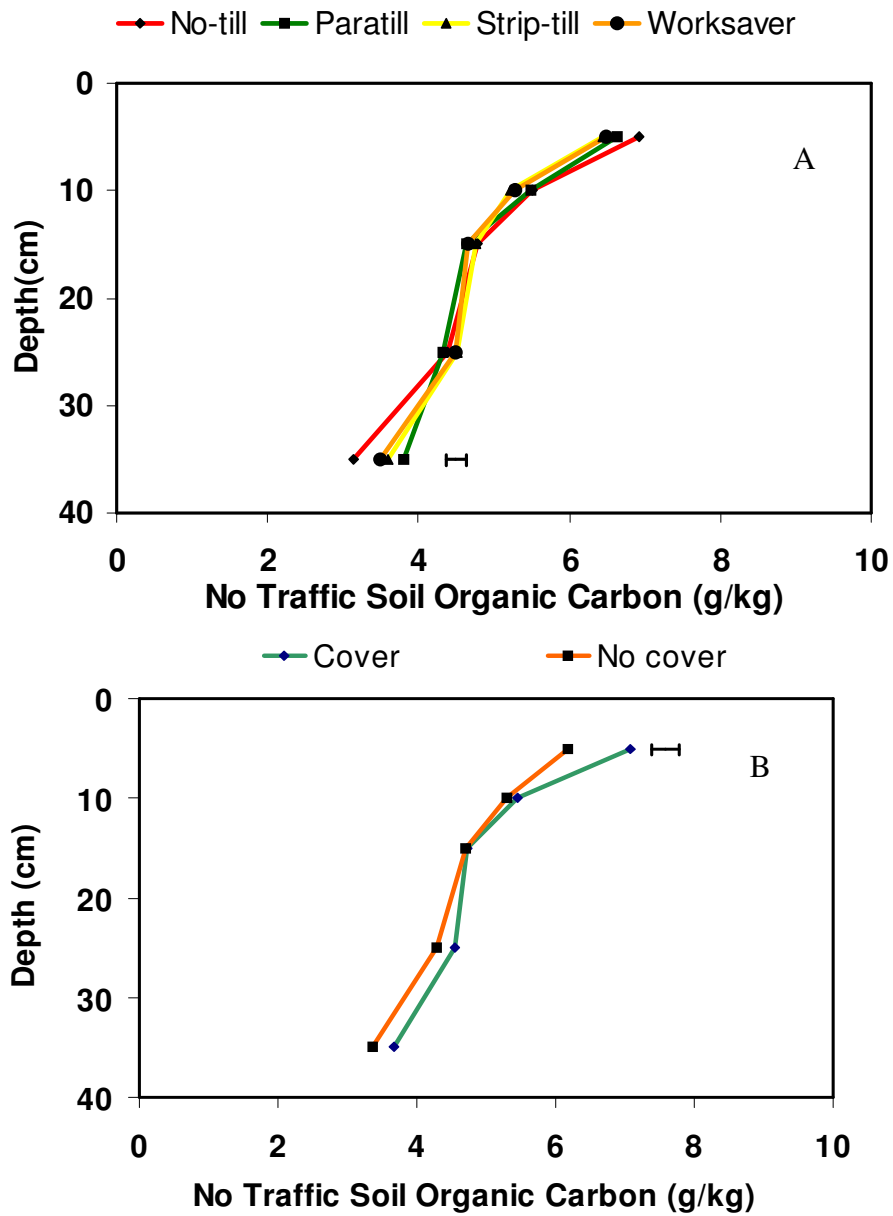 No-till Paratill Strip-till Worksaver
0
A
10
20
30
40
Depth(cm)
0 2 4 6 8 10
No Traffic Soil Organic Carbon (g/kg)
Cover No cover
0
B
10
20
30
40
Depth (cm)
0 2 4 6 8 10
No Traffic Soil Organic Carbon (g/kg)